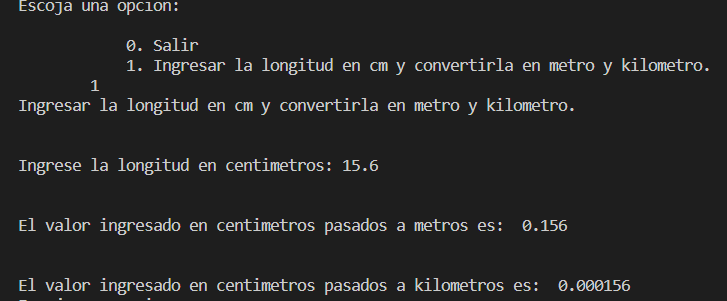 Escoja una opcion:
0. Salir
1. Ingresar la longitud en cm y convertirla en metro y kilometro.
1
Ingresar la longitud en cm y convertirla en metro y kilometro.
Ingrese la longitud en centimetros: 15.6
El valor ingresado en centimetros pasados a metros es:  0.156
El valor ingresado en centimetros pasados a kilometros es:  0.000156